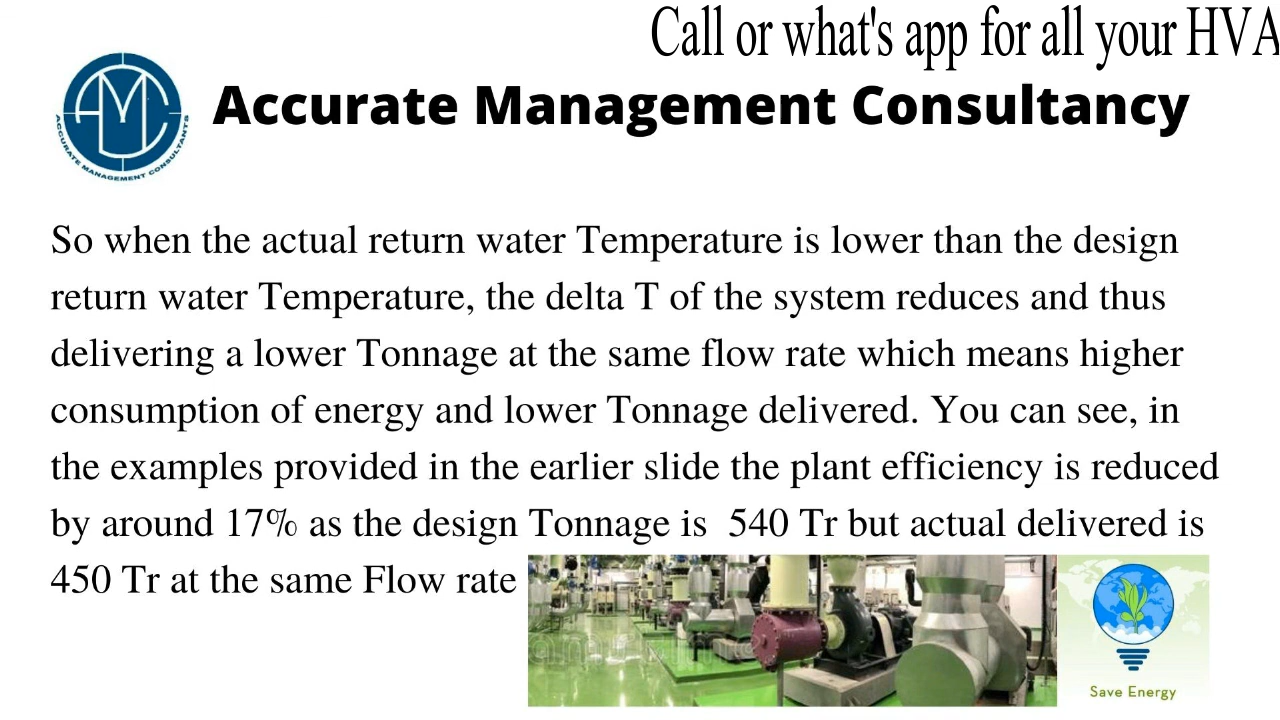 Call or what's app for all your HVA
Accurate Management Consultancy
AMC
ACCURATE MANAGEMENT CONSULTANTS
So when the actual return water Temperature is lower than the design
return water Temperature, the delta T of the system reduces and thus
delivering a lower Tonnage at the same flow rate which means higher
consumption of energy and lower Tonnage delivered. You can see, in
the examples provided in the earlier slide the plant efficiency is reduced
by around 17% as the design Tonnage is 540 Tr but actual delivered is
450 Tr at the same Flow rate
Save Energy